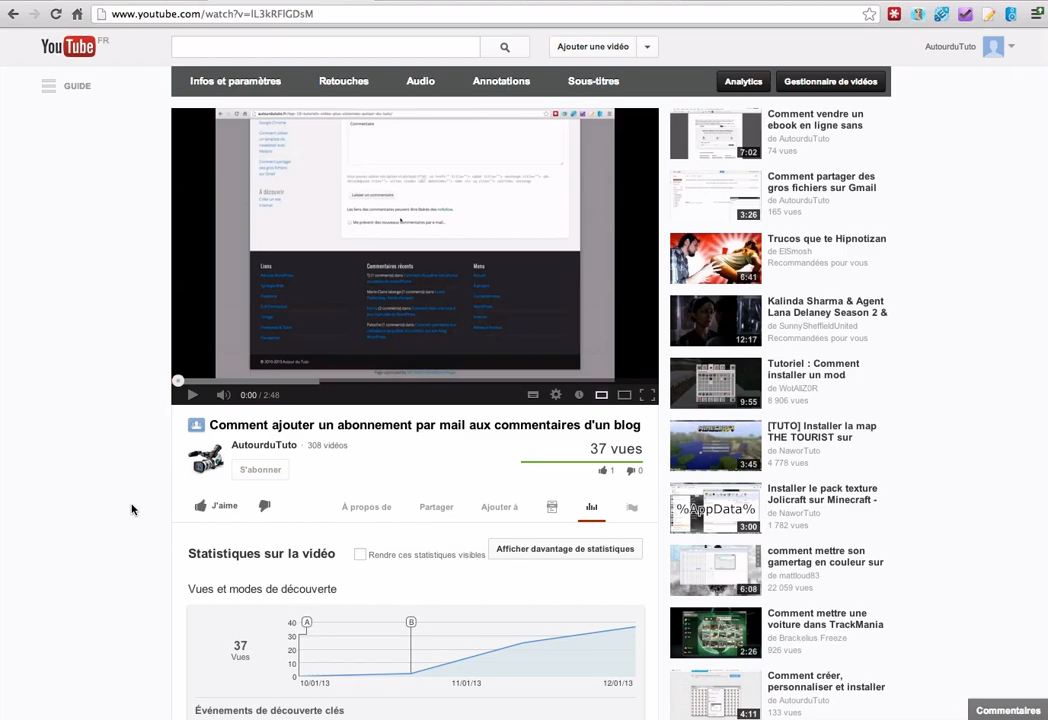 www.youtube.com/watch?v=lL3kRFlGDsM
YouTube FR
Ajouter une vidéo
AutourduTuto
GUIDE
Infos et paramètres
Retouches
Audio
Annotations
Sous-titres
Analytics
Gestionnaire de vidéos
Commentaire
Laisser un commentaire
Liens
Commentaires récents
Menu
0:00 / 2:48
Comment ajouter un abonnement par mail aux commentaires d'un blog
AutourduTuto · 308 vidéos
S'abonner
37 vues
1
0
J'aime
À propos de
Partager
Ajouter à
Statistiques sur la vidéo
Rendre ces statistiques visibles
Afficher davantage de statistiques
Vues et modes de découverte
37
Vues
40
30
20
10
0
A
B
10/01/13
11/01/13
12/01/13
Événements de découverte clés
Comment vendre un
ebook en ligne sans
de AutourduTuto
74 vues
7:02
Comment partager des
gros fichiers sur Gmail
de AutourduTuto
165 vues
3:26
Trucos que te Hipnotizan
de ElSmosh
Recommandées pour vous
6:41
Kalinda Sharma & Agent
Lana Delaney Season 2 &
de SunnySheffieldUnited
Recommandées pour vous
12:17
Tutoriel : Comment
installer un mod
de WotAllZ0R
8 906 vues
9:55
[TUTO] Installer la map
THE TOURIST sur
de NaworTuto
4 778 vues
3:45
Installer le pack texture
Jolicraft sur Minecraft -
de NaworTuto
1 782 vues
%AppData%
3:00
comment mettre son
gamertag en couleur sur
de mattloud83
22 059 vues
6:08
Comment mettre une
voiture dans TrackMania
de Brackelius Freeze
926 vues
2:26
Comment créer,
personnaliser et installer
de AutourduTuto
133 vues
4:11
Commentaires